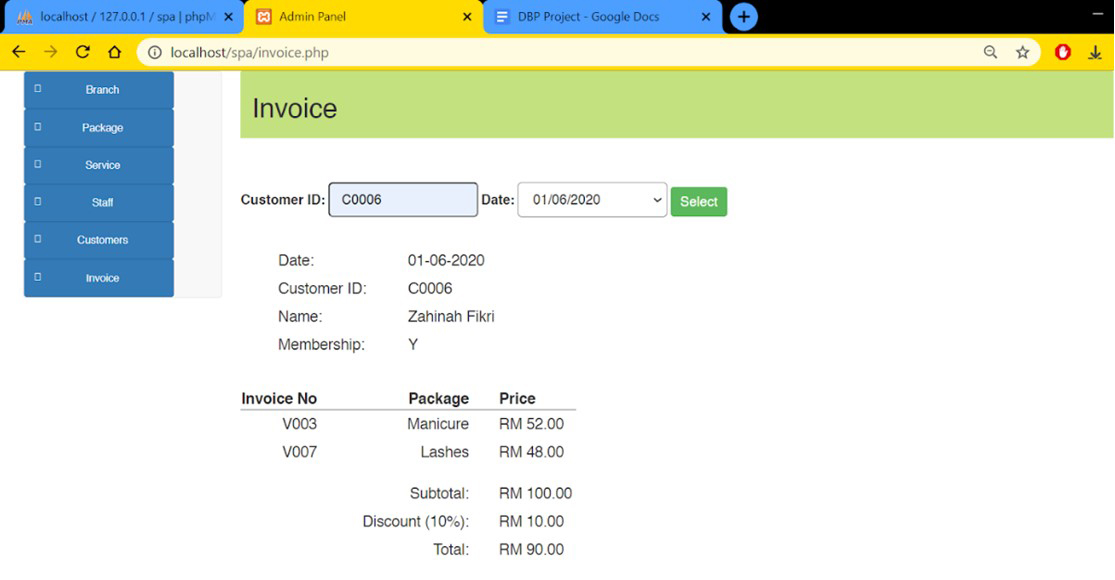 localhost / 127.0.0.1 / spa | phpM
Admin Panel
DBP Project - Google Docs
localhost/spa/invoice.php
Branch
Package
Service
Staff
Customers
Invoice
Invoice
Customer ID: C0006 Date: 01/06/2020 Select
Date: 01-06-2020
Customer ID: C0006
Name: Zahinah Fikri
Membership: Y
Invoice No Package Price
V003 Manicure RM 52.00
V007 Lashes RM 48.00
Subtotal: RM 100.00
Discount (10%): RM 10.00
Total: RM 90.00